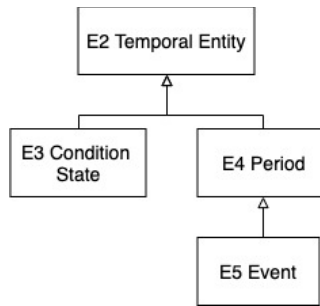 E2 Temporal Entity
E3 Condition
State
E4 Period
E5 Event